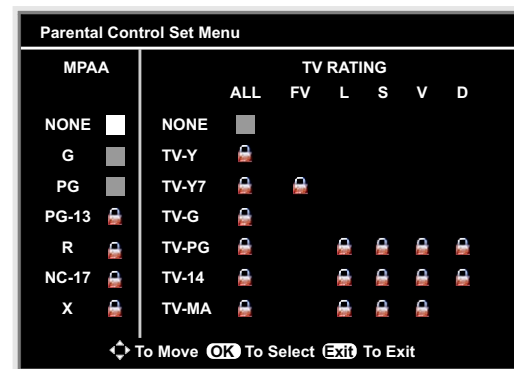 Parental Control Set Menu
MPAA TV RATING
ALL FV L S V D
NONE NONE
G TV-Y
PG TV-Y7
PG-13 TV-G
R TV-PG
NC-17 TV-14
X TV-MA
To Move OK To Select Exit To Exit